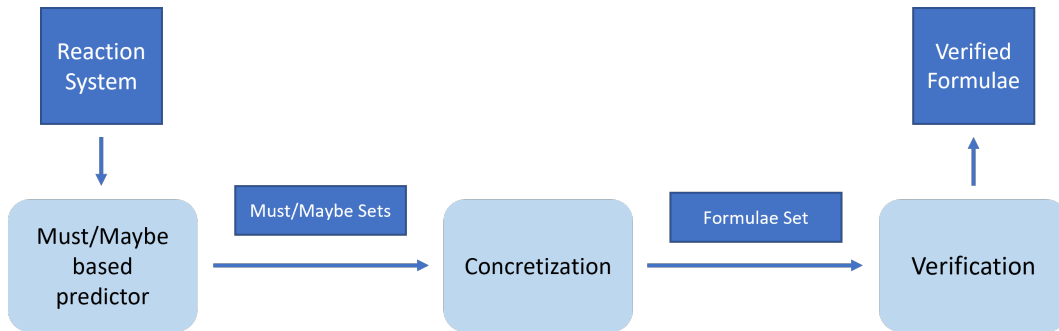 Reaction
System
Verified
Formulae
Must/Maybe Sets
Formulae Set
Must/Maybe
based
predictor
Concretization
Verification